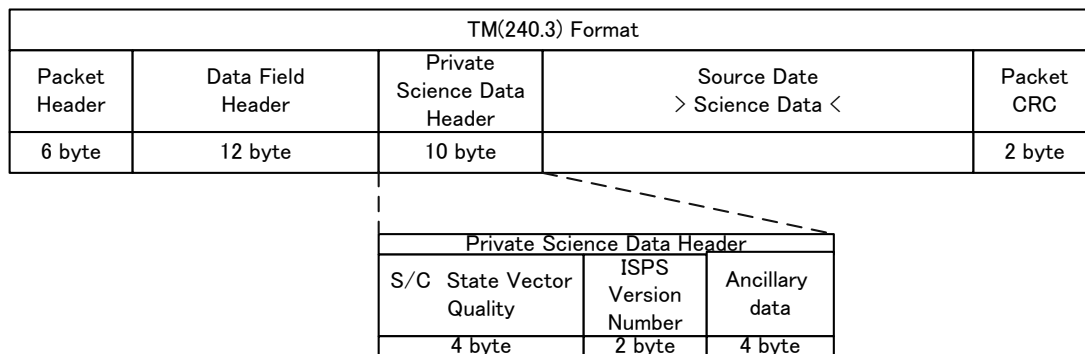 TM(240.3) Format
Packet
Header
Data Field
Header
Private
Science Data
Header
Source Date
> Science Data <
Packet
CRC
6 byte
12 byte
10 byte
2 byte
Private Science Data Header
S/C State Vector
Quality
ISPS
Version
Number
Ancillary
data
4 byte
2 byte
4 byte